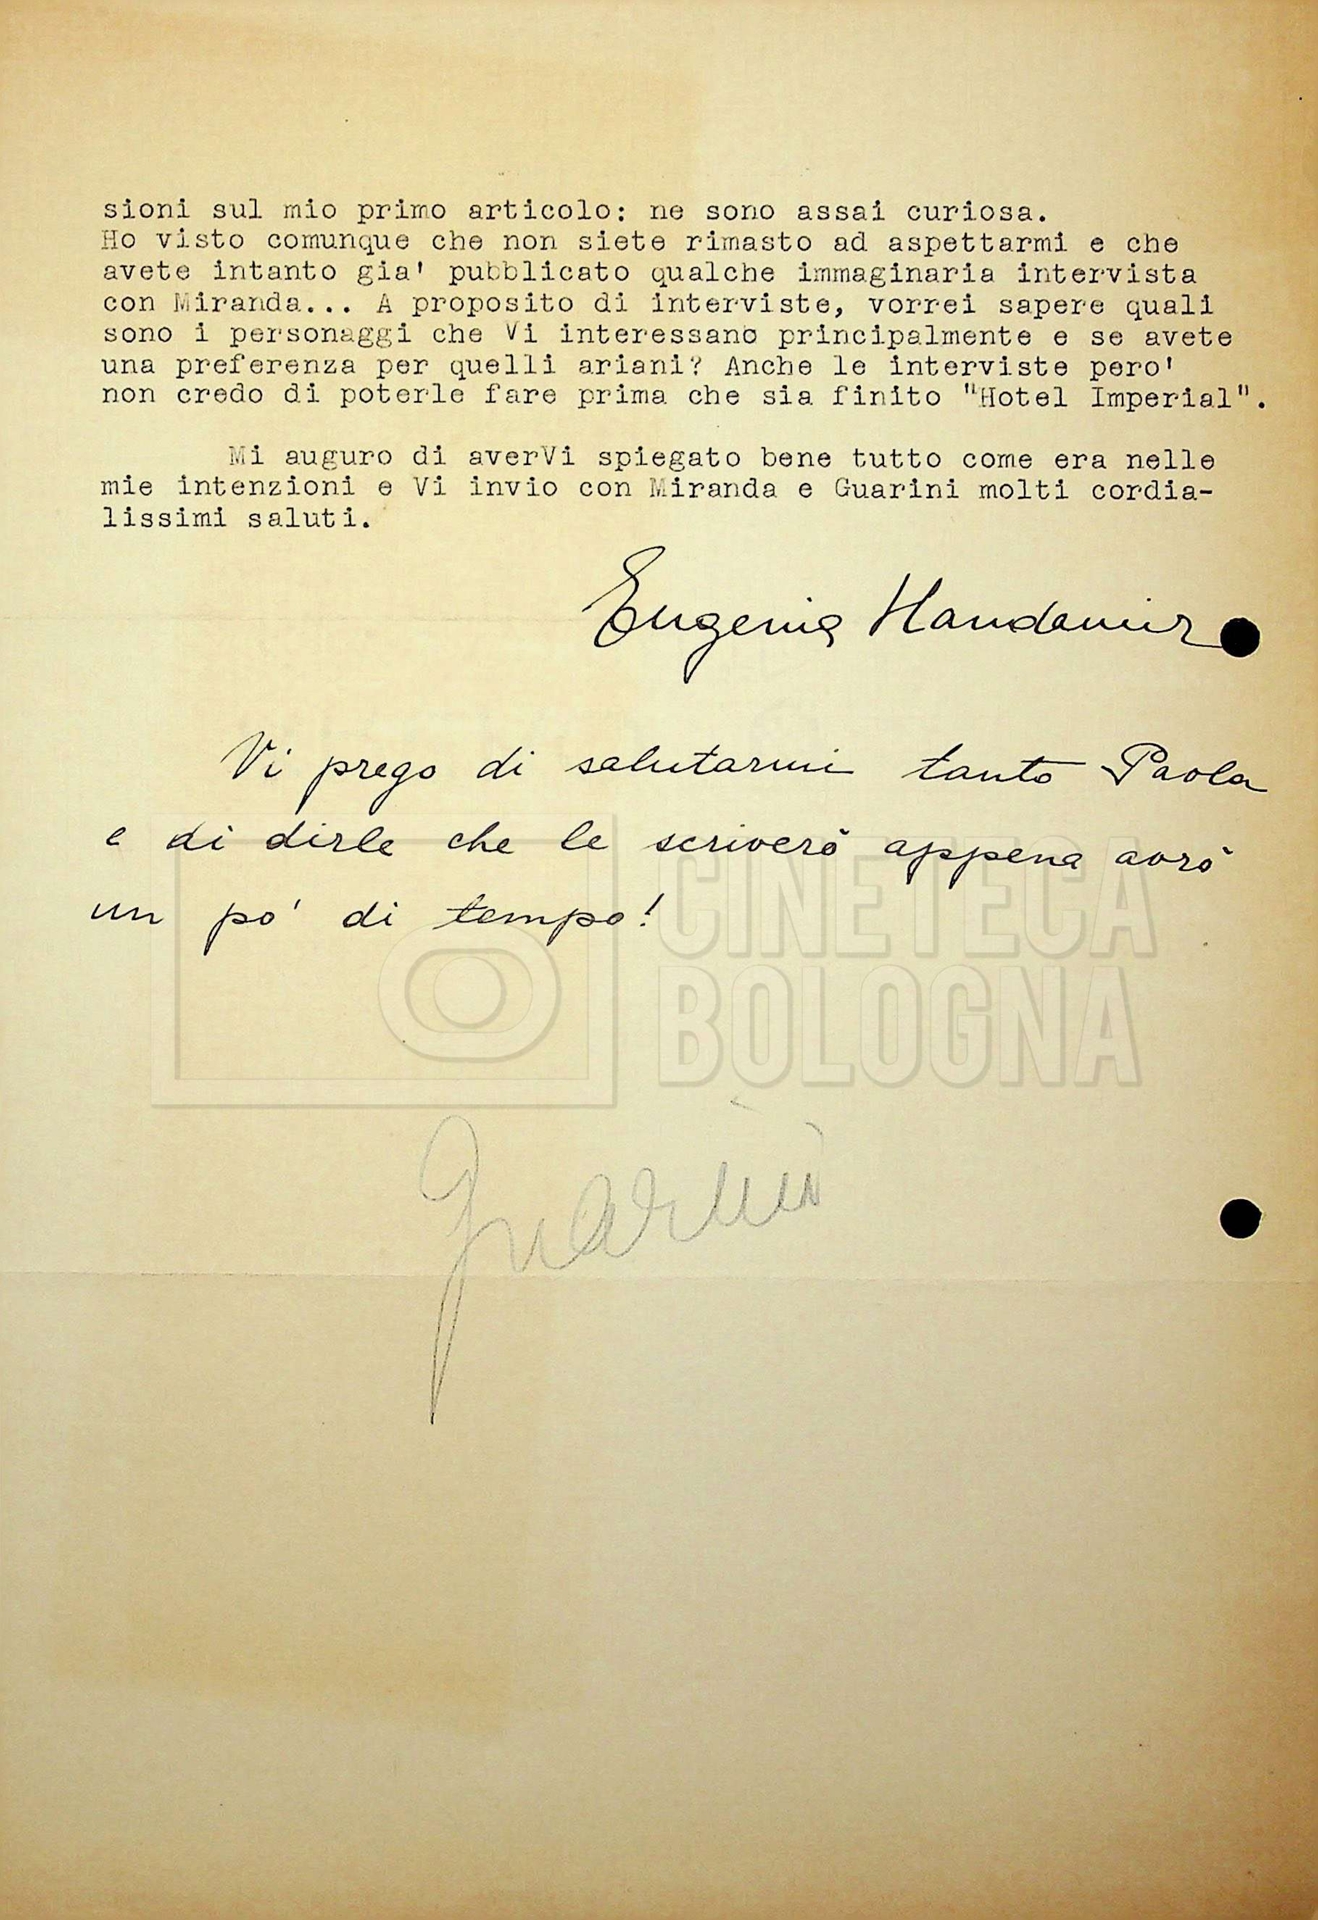 sioni sul mio primo articolo: ne sono assai curiosa.
Ho visto comunque che non siete rimasto ad aspettarmi e che
avete intanto gia' pubblicato qualche immaginaria intervista
con Miranda... A proposito di interviste, vorrei sapere quali
sono i personaggi che Vi interessano principalmente e se avete
una preferenza per quelli ariani? Anche le interviste pero'
non credo di poterle fare prima che sia finito "Hotel Imperial".
Mi auguro di averVi spiegato bene tutto come era nelle
mie intenzioni e Vi invio con Miranda e Guarini molti cordia-
lissimi saluti.
Eugenia Handamir
Vi prego di salutarmi tanto Paola
e di dirle che le scriverò appena avrò
un po' di tempo!
CINETECA
BOLOGNA
Guarini